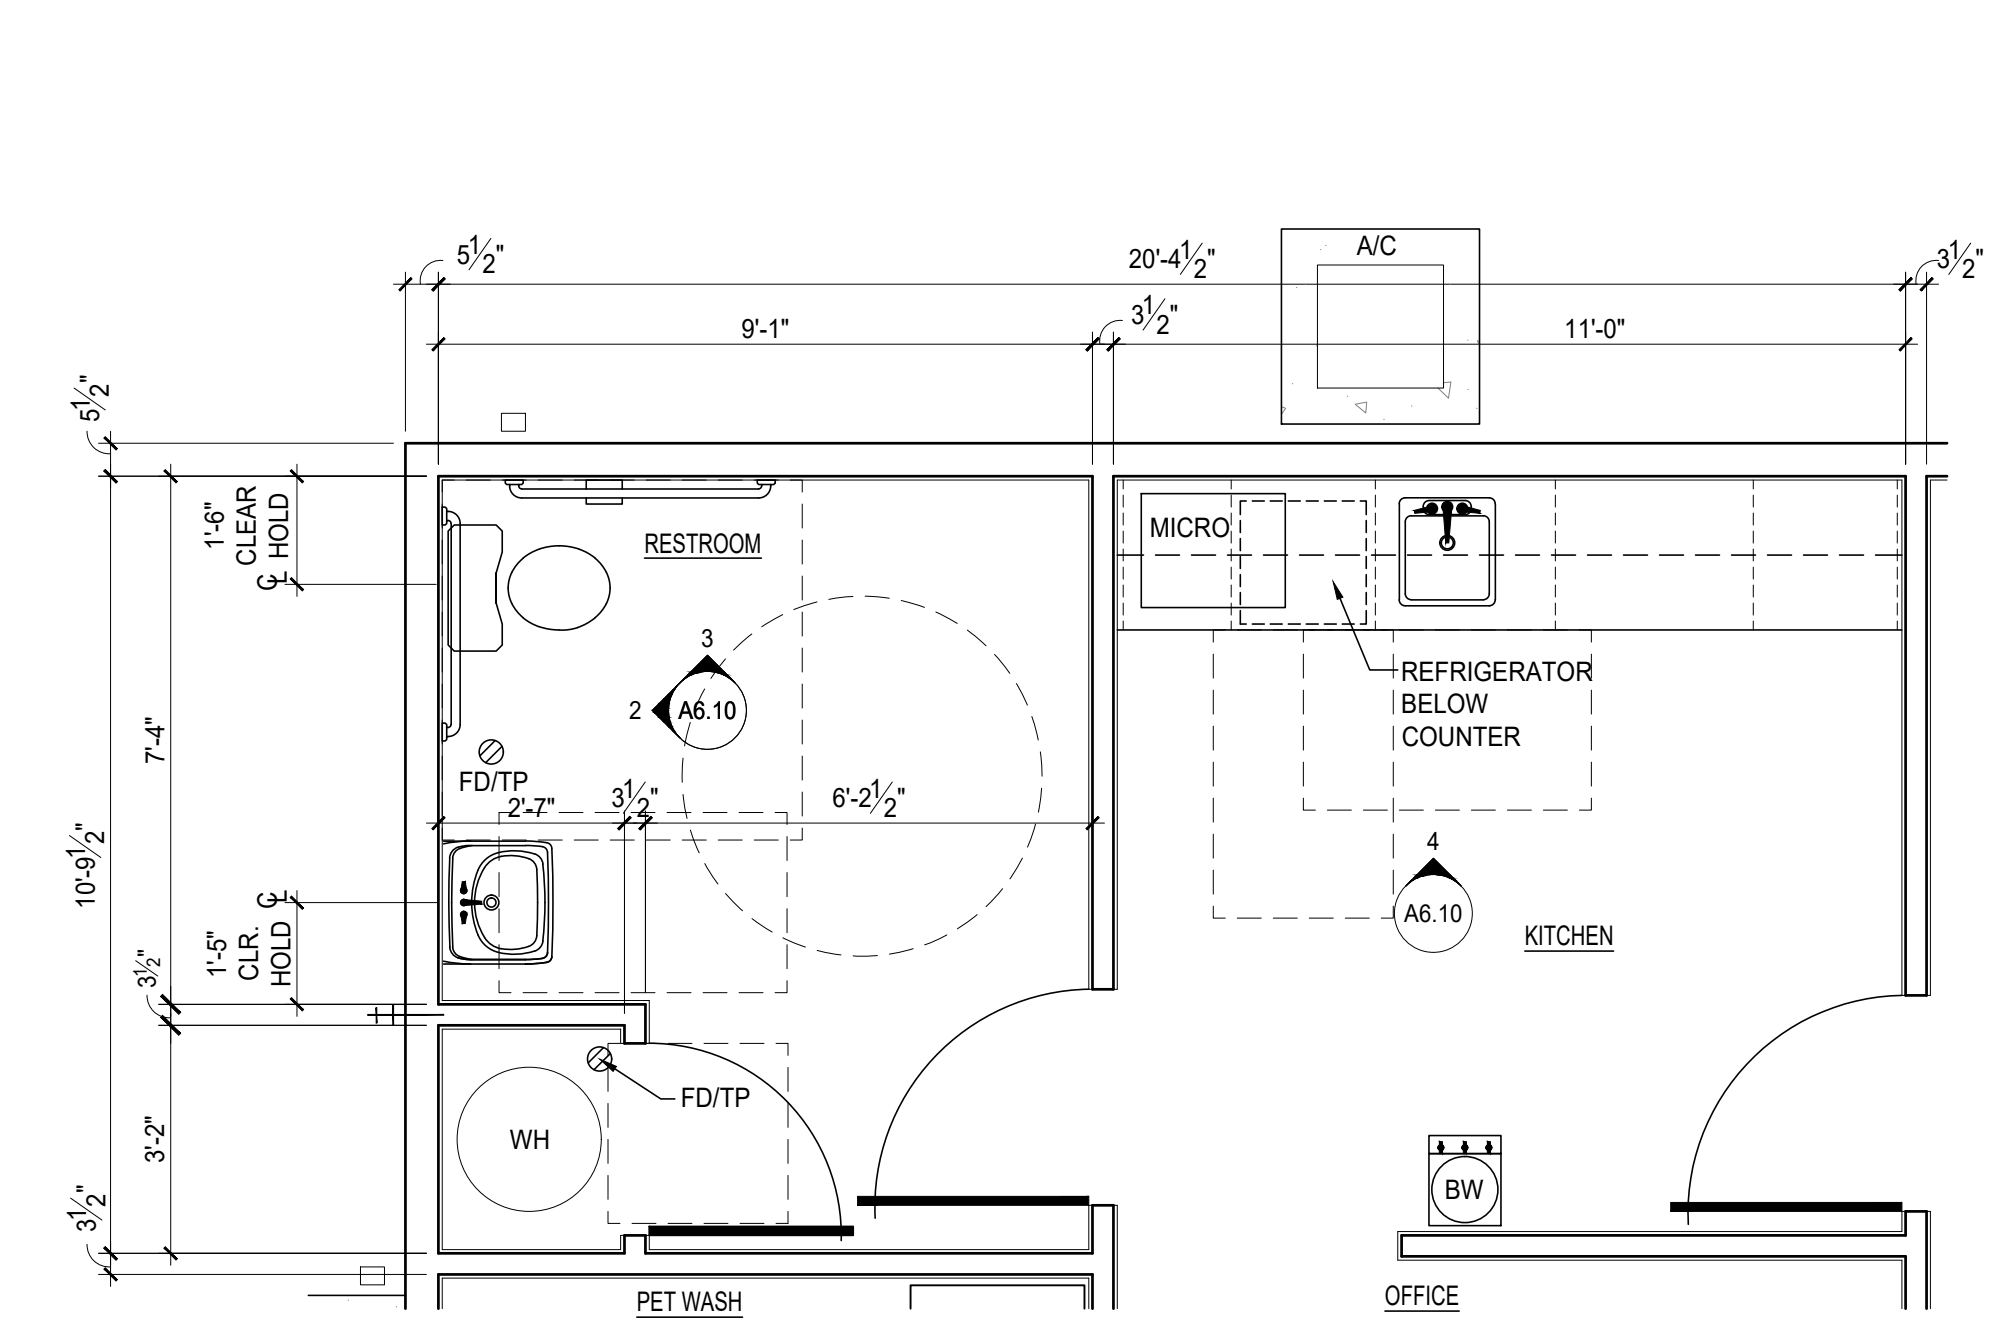 5 1/2"
20'-4 1/2"
A/C
3 1/2"
9'-1"
3 1/2"
11'-0"
5 1/2"
1'-6"
CLEAR
HOLD
℄
RESTROOM
MICRO
3
2
A6.10
REFRIGERATOR
BELOW
COUNTER
7'-4"
FD/TP
2'-7"
3 1/2"
6'-2 1/2"
10'-9 1/2"
4
A6.10
KITCHEN
℄
1'-5"
CLR.
HOLD
3 1/2"
FD/TP
WH
3'-2"
BW
3 1/2"
PET WASH
OFFICE